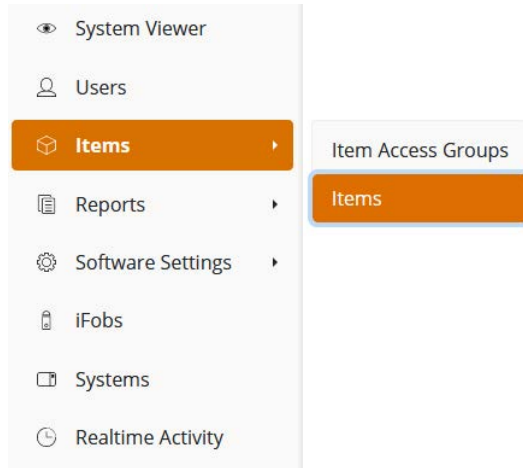 System Viewer
Users
Items
Item Access Groups
Items
Reports
Software Settings
iFobs
Systems
Realtime Activity